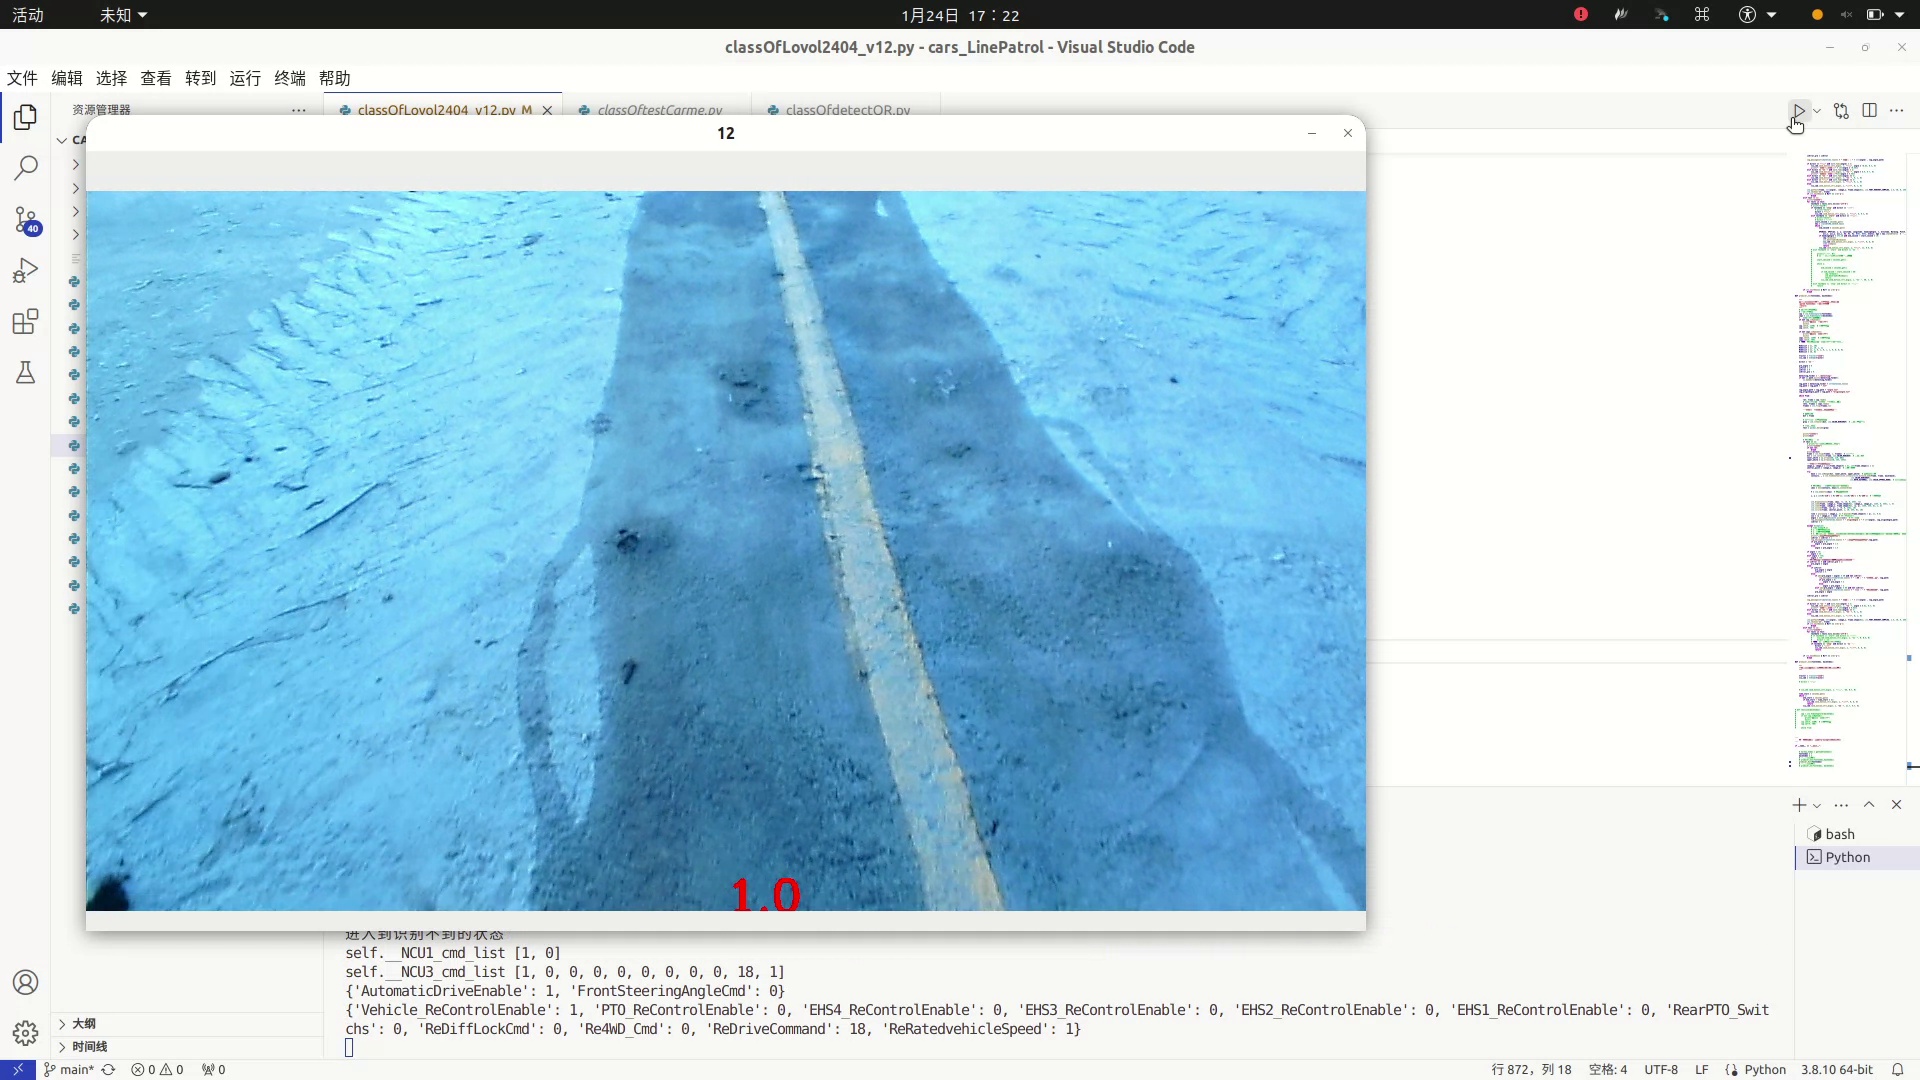 活动
未知
1月24日 17：22
classOfLovol2404_v12.py - cars_LinePatrol - Visual Studio Code
文件 编辑 选择 查看 转到 运行 终端 帮助
资源管理器
classOfLovol2404_v12.py M
classOftestCarme.py
classOfdetectQR.py
CA
12
40
1.0
bash
Python
进入到识别不到的状态
self.__NCU1_cmd_list [1, 0]
self.__NCU3_cmd_list [1, 0, 0, 0, 0, 0, 0, 0, 0, 18, 1]
{'AutomaticDriveEnable': 1, 'FrontSteeringAngleCmd': 0}
{'Vehicle_ReControlEnable': 1, 'PTO_ReControlEnable': 0, 'EHS4_ReControlEnable': 0, 'EHS3_ReControlEnable': 0, 'EHS2_ReControlEnable': 0, 'EHS1_ReControlEnable': 0, 'RearPTO_Swit
chs': 0, 'ReDiffLockCmd': 0, 'Re4WD_Cmd': 0, 'ReDriveCommand': 18, 'ReRatedvehicleSpeed': 1}
大纲
时间线
main* 0 0 0
行 872，列 18 空格: 4 UTF-8 LF Python 3.8.10 64-bit